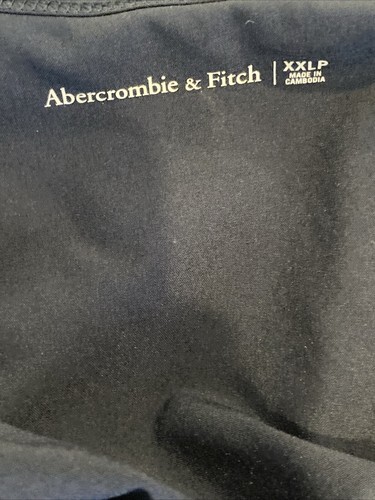 Abercrombie & Fitch | XXLP
MADE IN
CAMBODIA